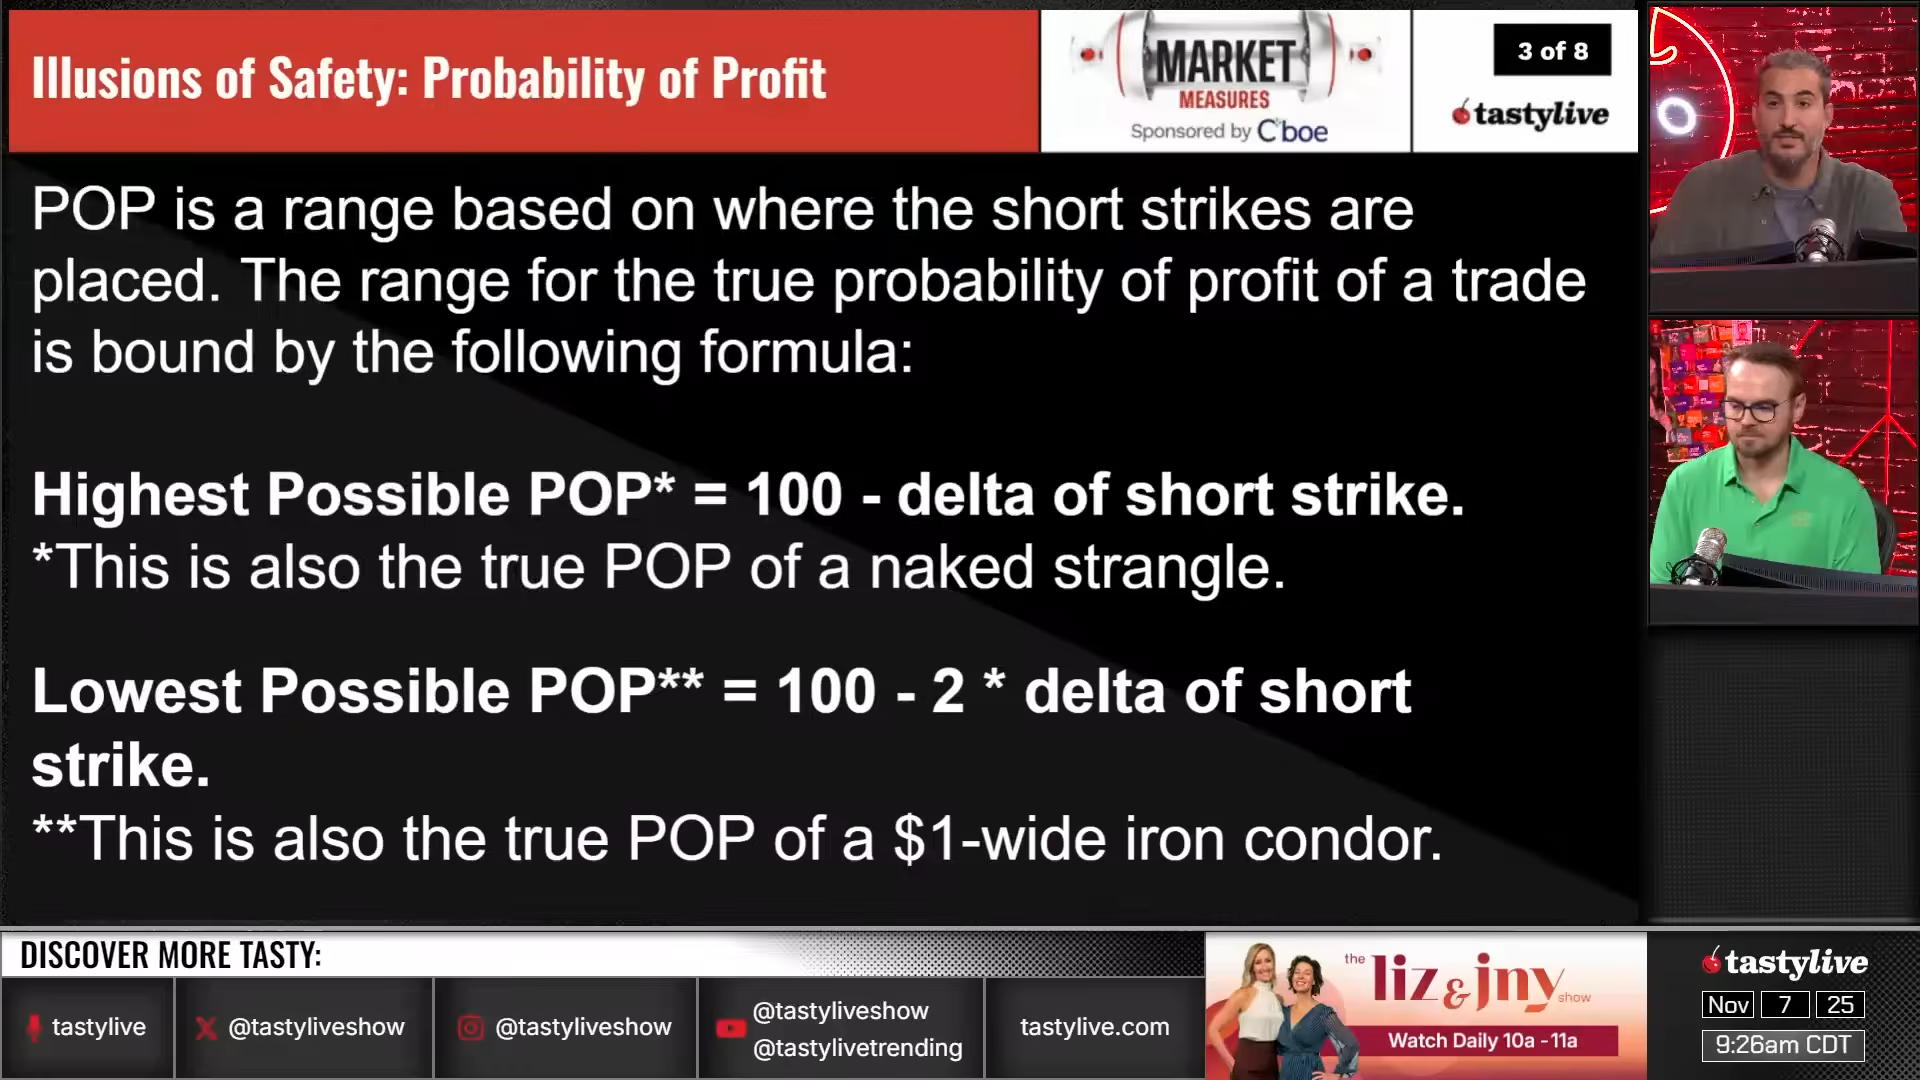 Illusions of Safety: Probability of Profit
MARKET
MEASURES
Sponsored by Cboe
3 of 8
tastylive
POP is a range based on where the short strikes are
placed. The range for the true probability of profit of a trade
is bound by the following formula:
Highest Possible POP* = 100 - delta of short strike.
*This is also the true POP of a naked strangle.
Lowest Possible POP** = 100 - 2 * delta of short
strike.
**This is also the true POP of a $1-wide iron condor.
DISCOVER MORE TASTY:
tastylive
@tastyliveshow
@tastyliveshow
@tastyliveshow
@tastylivetrending
tastylive.com
the liz & jny show
Watch Daily 10a - 11a
tastylive
Nov 7 25
9:26am CDT